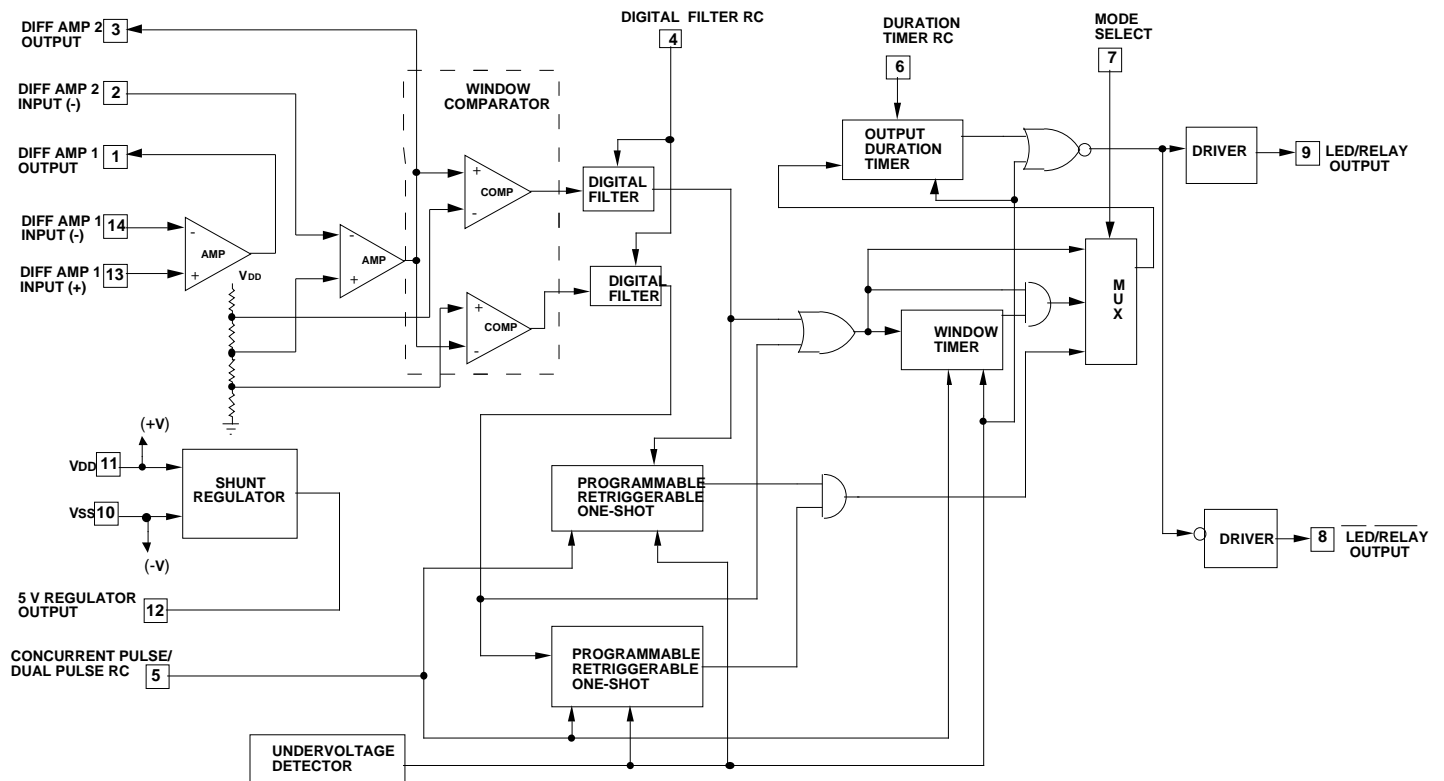 DIFF AMP 2
OUTPUT
3
DIGITAL FILTER RC
4
DURATION
TIMER RC
6
MODE
SELECT
7
DIFF AMP 2
INPUT (-)
2
WINDOW
COMPARATOR
DIFF AMP 1
OUTPUT
1
OUTPUT
DURATION
TIMER
DRIVER
9
LED/RELAY
OUTPUT
+
COMP
-
DIGITAL
FILTER
DIFF AMP 1
INPUT (-)
14
-
AMP
+
DIFF AMP 1
INPUT (+)
13
-
AMP
+
VDD
DIGITAL
FILTER
MUX
+
COMP
-
WINDOW
TIMER
(+V)
VDD
11
SHUNT
REGULATOR
VSS
10
(-V)
PROGRAMMABLE
RETRIGGERABLE
ONE-SHOT
DRIVER
8
LED/RELAY
OUTPUT
5 V REGULATOR
OUTPUT
12
CONCURRENT PULSE/
DUAL PULSE RC
5
PROGRAMMABLE
RETRIGGERABLE
ONE-SHOT
UNDERVOLTAGE
DETECTOR